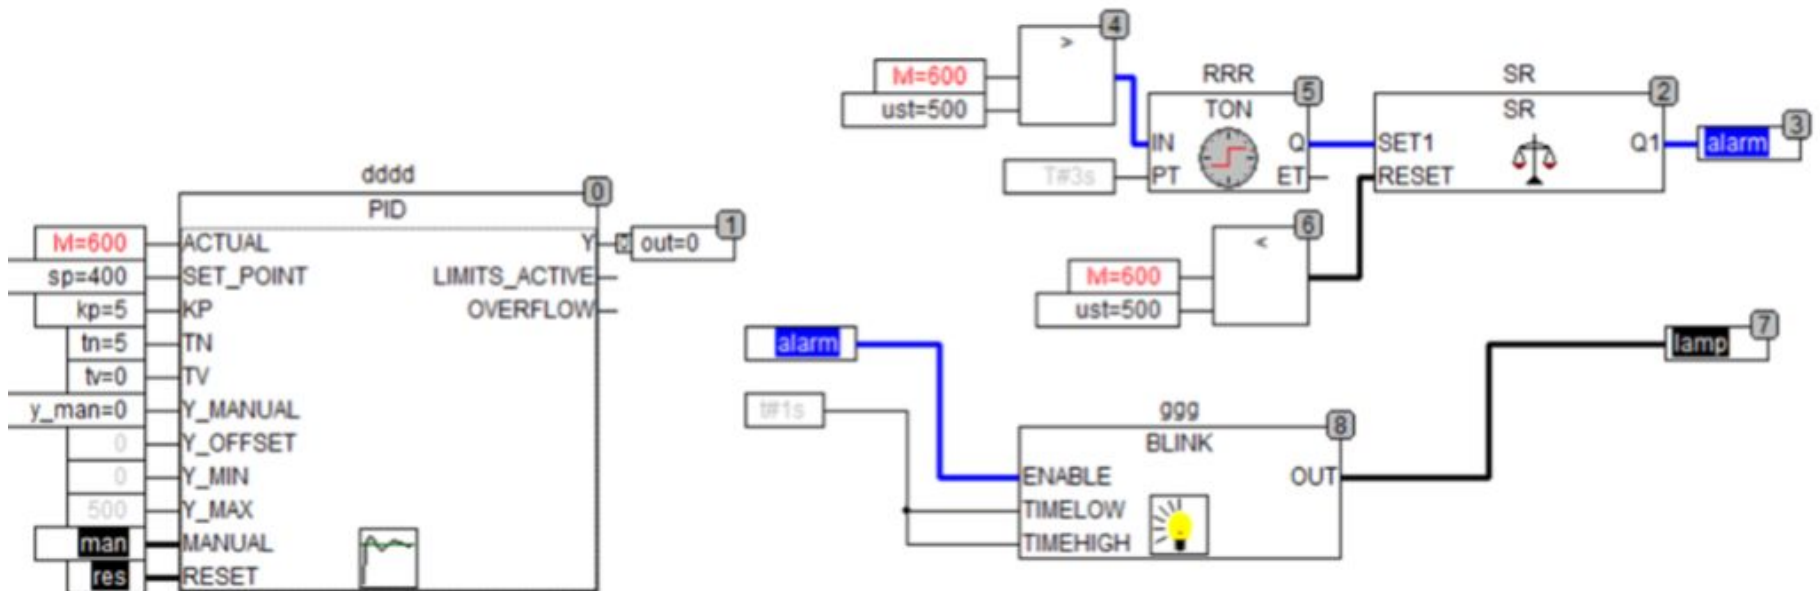 dddd
0
PID
lvl=600
ACTUAL
Y
out=0
1
sp=400
SET_POINT
LIMITS_ACTIVE
kp=5
KP
OVERFLOW
tn=5
TN
tv=0
TV
y_man=0
Y_MANUAL
0
Y_OFFSET
0
Y_MIN
500
Y_MAX
man
MANUAL
res
RESET
4
>
lvl=600
ust=500
RRR
5
TON
IN
Q
T#3s
PT
ET
SR
2
SR
SET1
Q1
RESET
3
alarm
6
<
lvl=600
ust=500
alarm
t#1s
ggg
8
BLINK
ENABLE
OUT
TIMELOW
TIMEHIGH
7
lamp